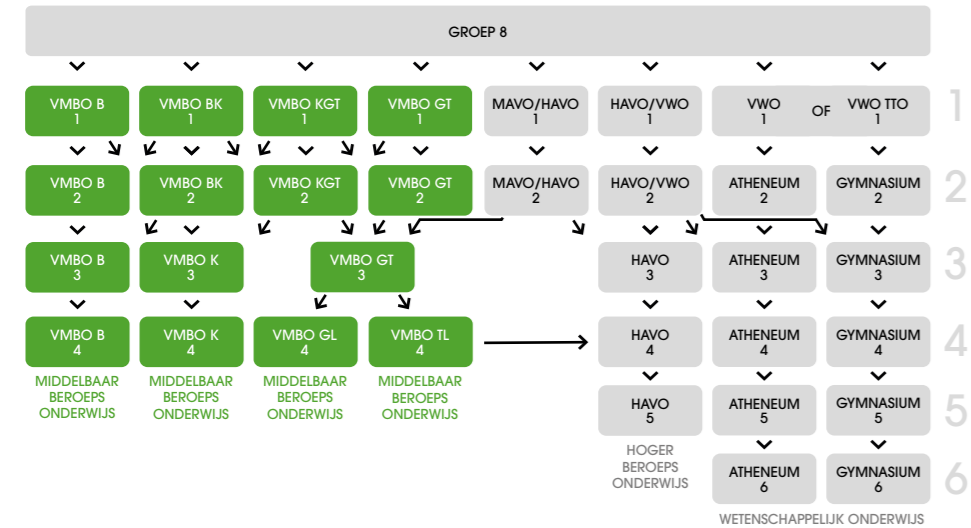 GROEP 8
VMBO B
1
VMBO BK
1
VMBO KGT
1
VMBO GT
1
MAVO/HAVO
1
HAVO/VWO
1
VWO
1
OF
VWO TTO
1
1
VMBO B
2
VMBO BK
2
VMBO KGT
2
VMBO GT
2
MAVO/HAVO
2
HAVO/VWO
2
ATHENEUM
2
GYMNASIUM
2
2
VMBO B
3
VMBO K
3
VMBO GT
3
HAVO
3
ATHENEUM
3
GYMNASIUM
3
3
VMBO B
4
VMBO K
4
VMBO GL
4
VMBO TL
4
HAVO
4
ATHENEUM
4
GYMNASIUM
4
4
MIDDELBAAR
BEROEPS
ONDERWIJS
MIDDELBAAR
BEROEPS
ONDERWIJS
MIDDELBAAR
BEROEPS
ONDERWIJS
MIDDELBAAR
BEROEPS
ONDERWIJS
HAVO
5
ATHENEUM
5
GYMNASIUM
5
5
HOGER
BEROEPS
ONDERWIJS
ATHENEUM
6
GYMNASIUM
6
6
WETENSCHAPPELIJK ONDERWIJS